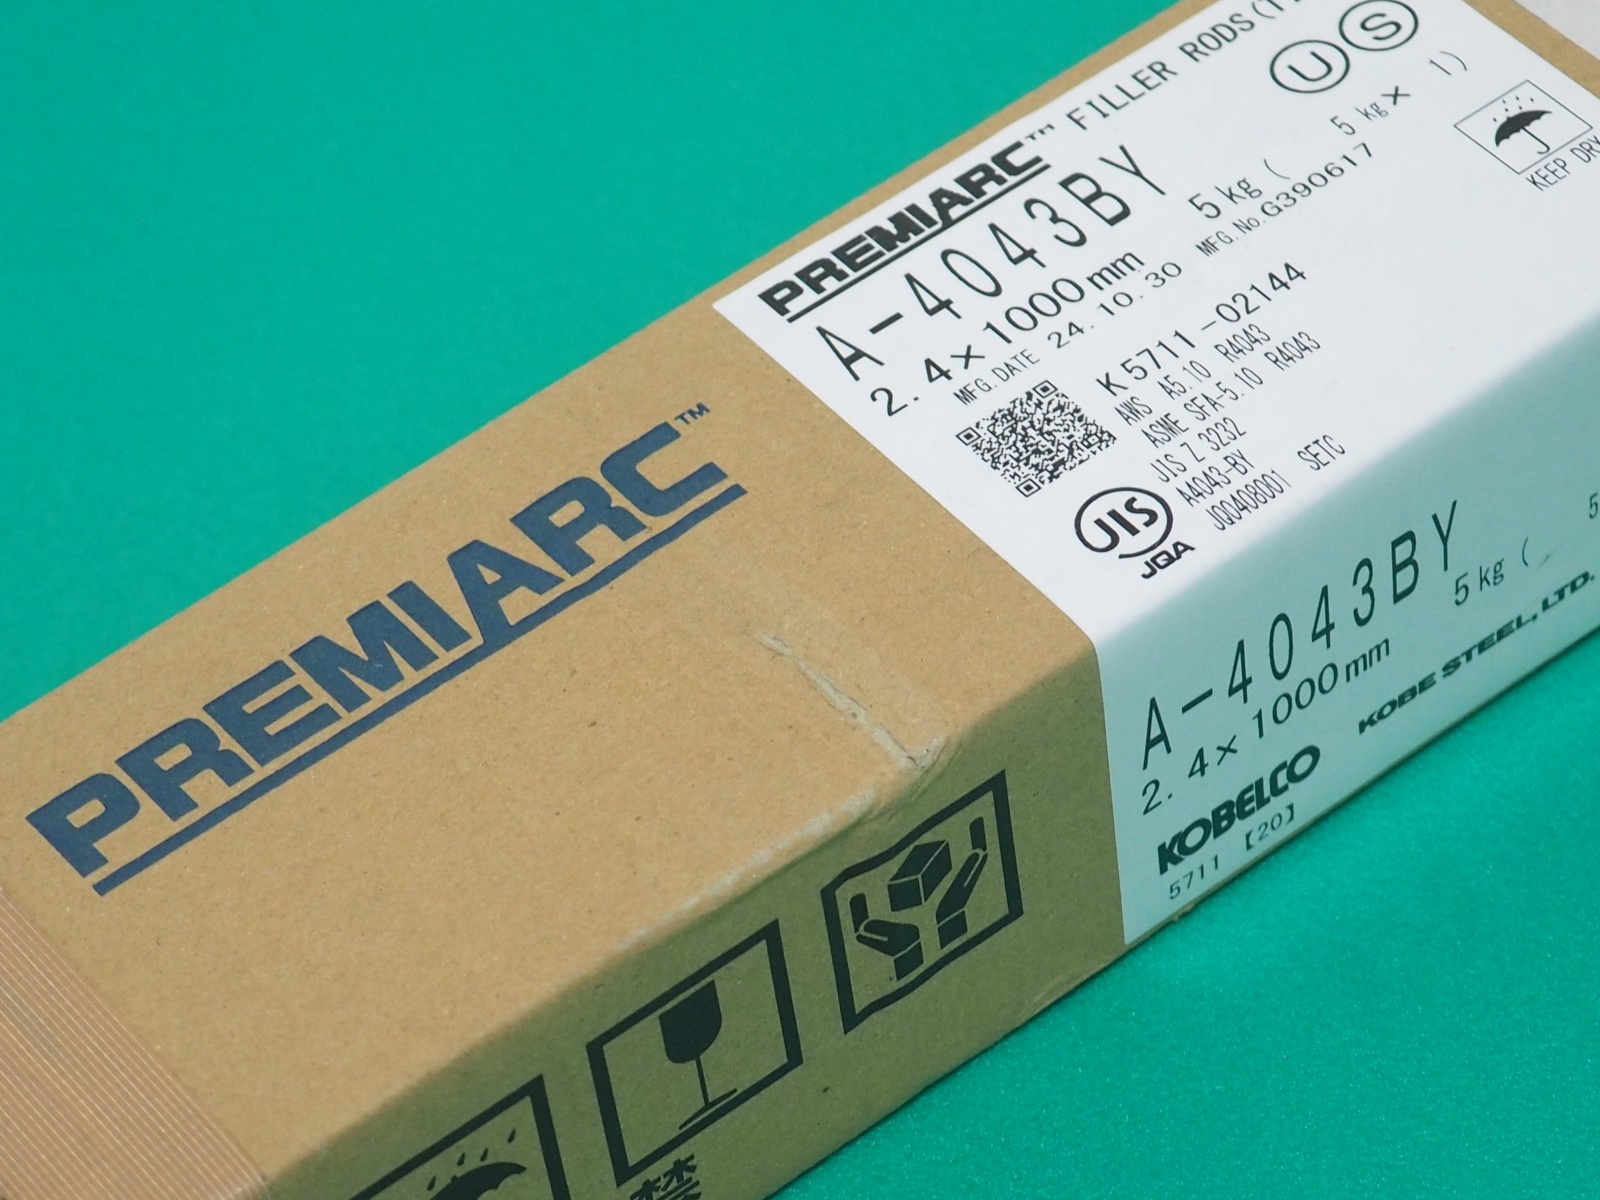 PREMIARC™ FILLER RODS
U S
A-4043BY
2.4×1000mm 5kg( 5kg× 1)
MFG.DATE 24.10.30 MFG.No.G390617
K5711-02144
AWS A5.10 R4043
ASME SFA-5.10 R4043
JIS Z 3232
A4043-BY
JQ0408001 SETC
JIS
JQA
KEEP DRY
PREMIARC™
A-4043BY
2.4×1000mm 5kg( 5
KOBELCO KOBE STEEL,LTD.
5711 【20】
禁